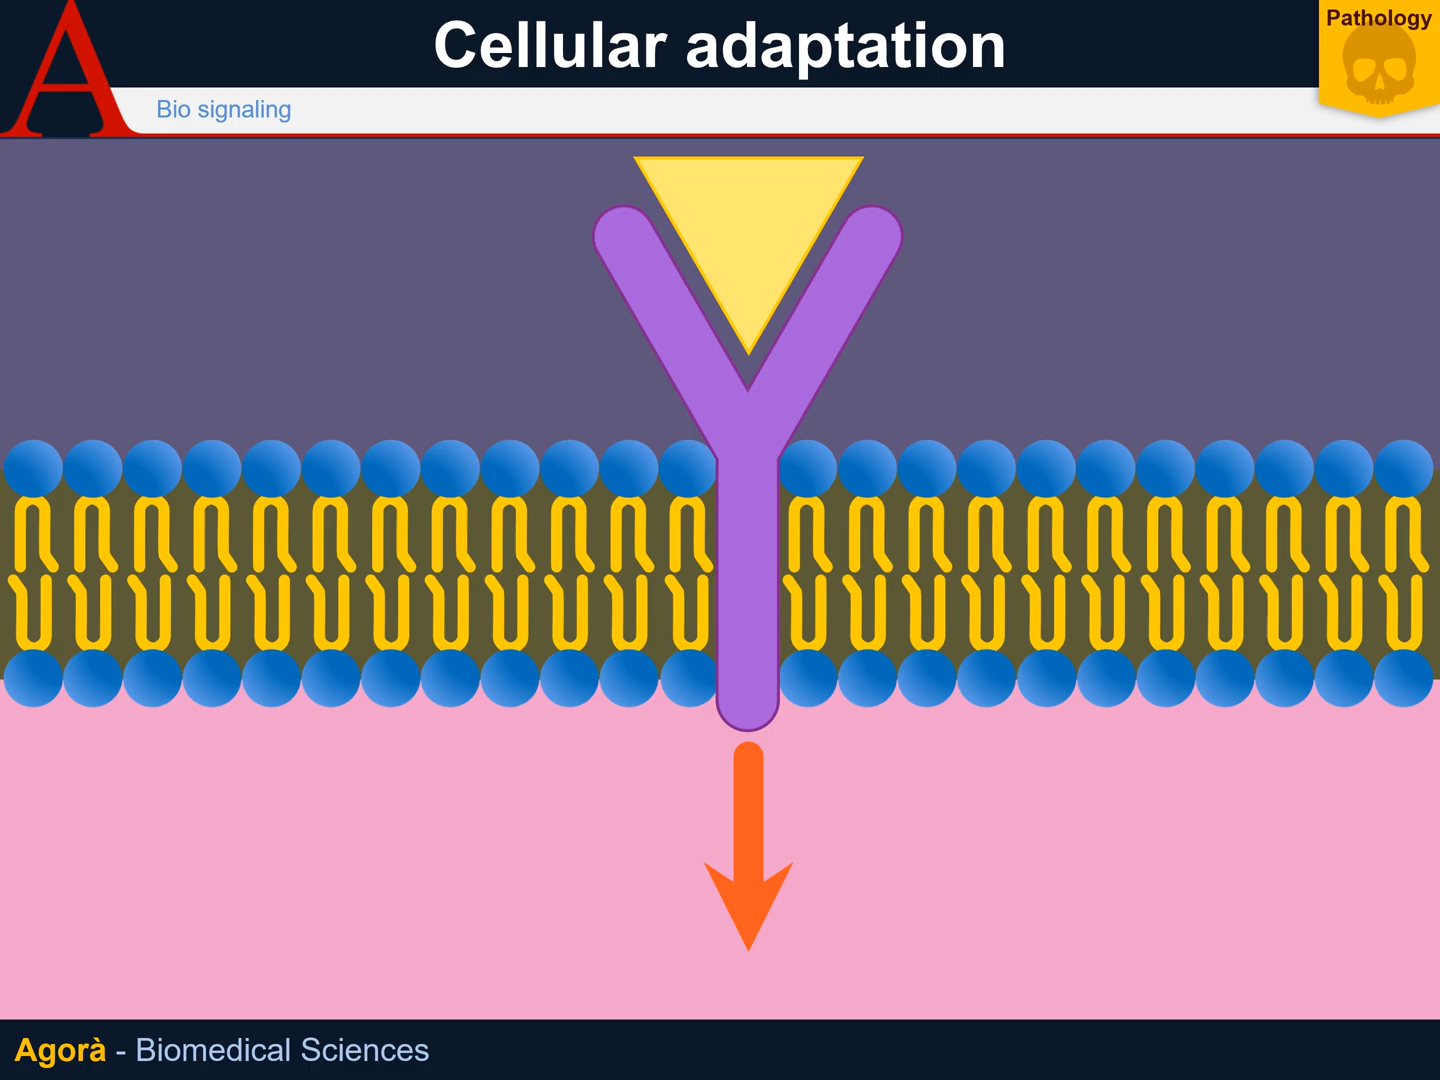 Cellular adaptation
Pathology
A
Bio signaling
Agorà - Biomedical Sciences